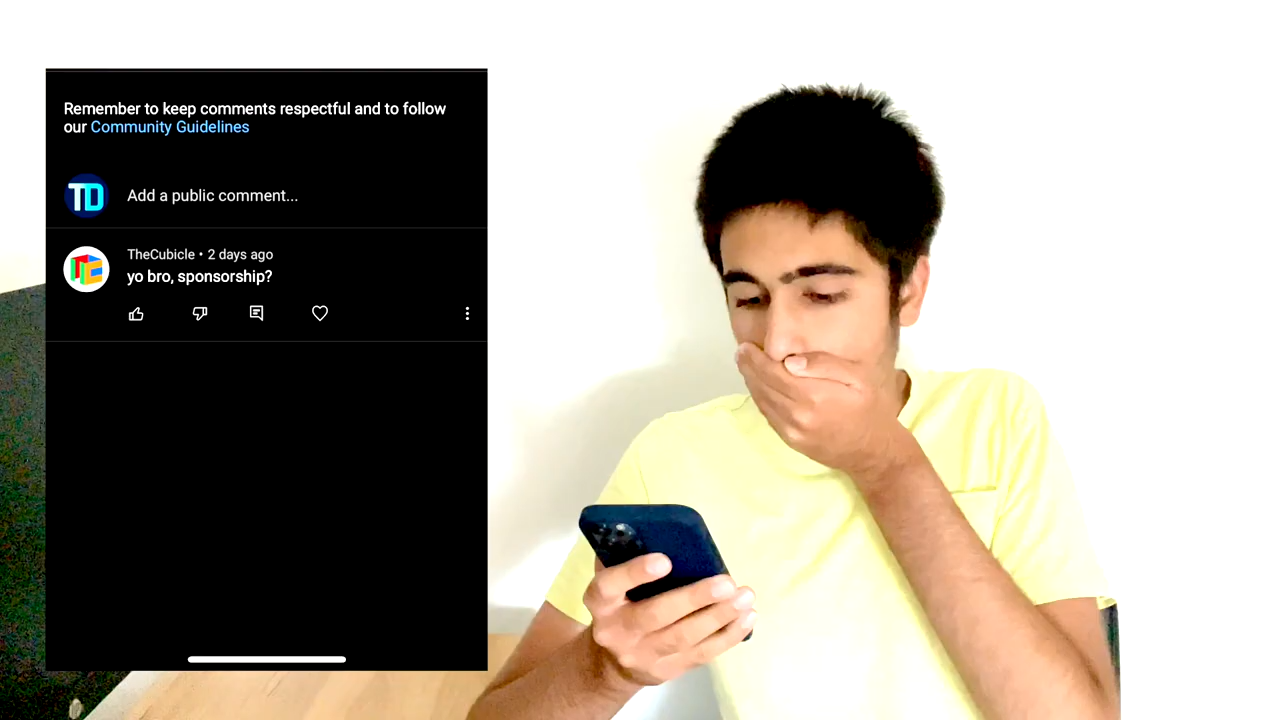 Remember to keep comments respectful and to follow
our Community Guidelines
TD
Add a public comment...
TheCubicle • 2 days ago
yo bro, sponsorship?